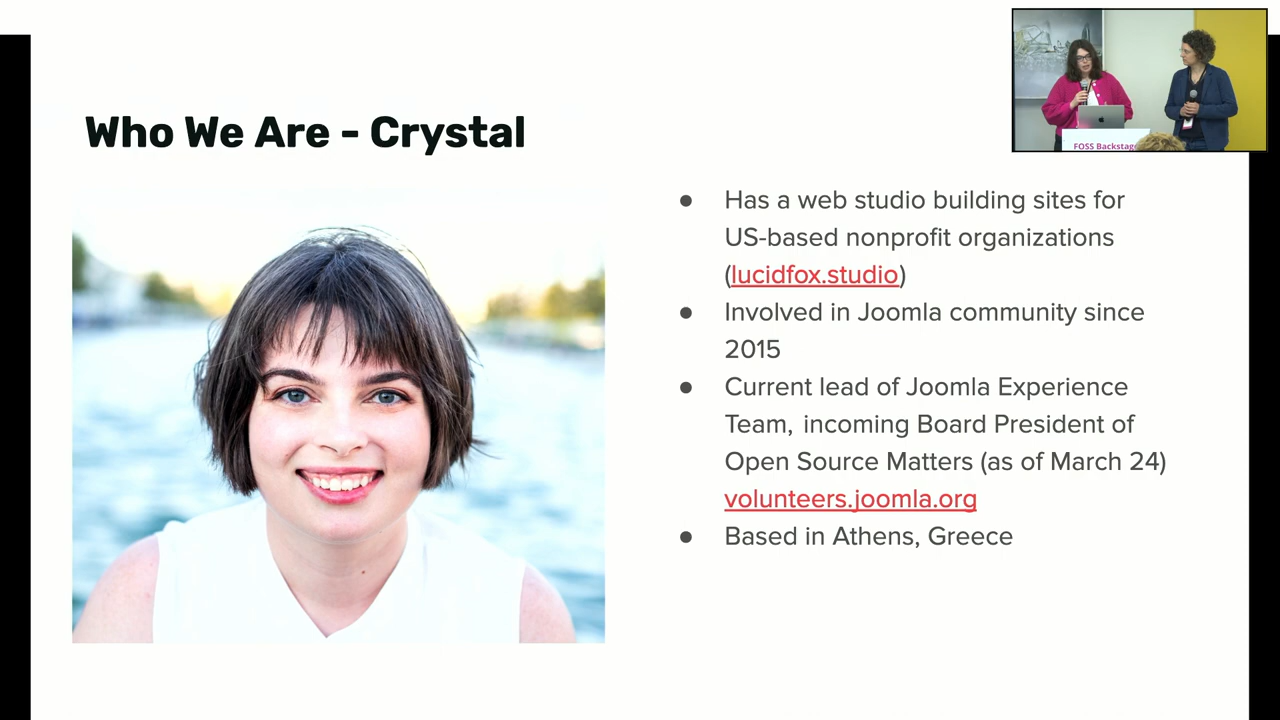 Who We Are - Crystal
● Has a web studio building sites for
US-based nonprofit organizations
(lucidfox.studio)
● Involved in Joomla community since
2015
● Current lead of Joomla Experience
Team, incoming Board President of
Open Source Matters (as of March 24)
volunteers.joomla.org
● Based in Athens, Greece
FOSS Backstage